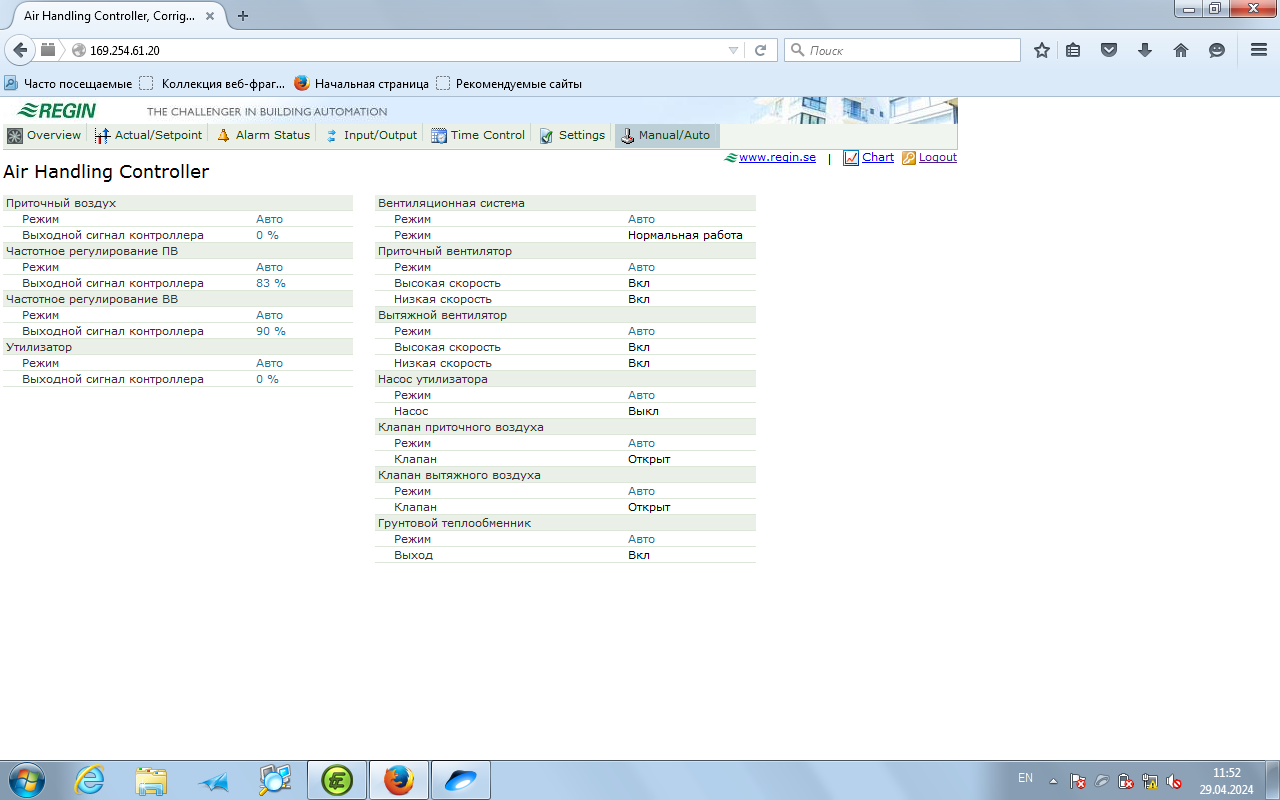 Air Handling Controller, Corrig...
169.254.61.20
Поиск
Часто посещаемые
Коллекция веб-фраг...
Начальная страница
Рекомендуемые сайты
REGIN
THE CHALLENGER IN BUILDING AUTOMATION
Overview
Actual/Setpoint
Alarm Status
Input/Output
Time Control
Settings
Manual/Auto
www.regin.se | Chart Logout
Air Handling Controller
Приточный воздух
Режим Авто
Выходной сигнал контроллера 0 %
Частотное регулирование ПВ
Режим Авто
Выходной сигнал контроллера 83 %
Частотное регулирование ВВ
Режим Авто
Выходной сигнал контроллера 90 %
Утилизатор
Режим Авто
Выходной сигнал контроллера 0 %
Вентиляционная система
Режим Авто
Режим Нормальная работа
Приточный вентилятор
Режим Авто
Высокая скорость Вкл
Низкая скорость Вкл
Вытяжной вентилятор
Режим Авто
Высокая скорость Вкл
Низкая скорость Вкл
Насос утилизатора
Режим Авто
Насос Выкл
Клапан приточного воздуха
Режим Авто
Клапан Открыт
Клапан вытяжного воздуха
Режим Авто
Клапан Открыт
Грунтовой теплообменник
Режим Авто
Выход Вкл
EN
11:52
29.04.2024